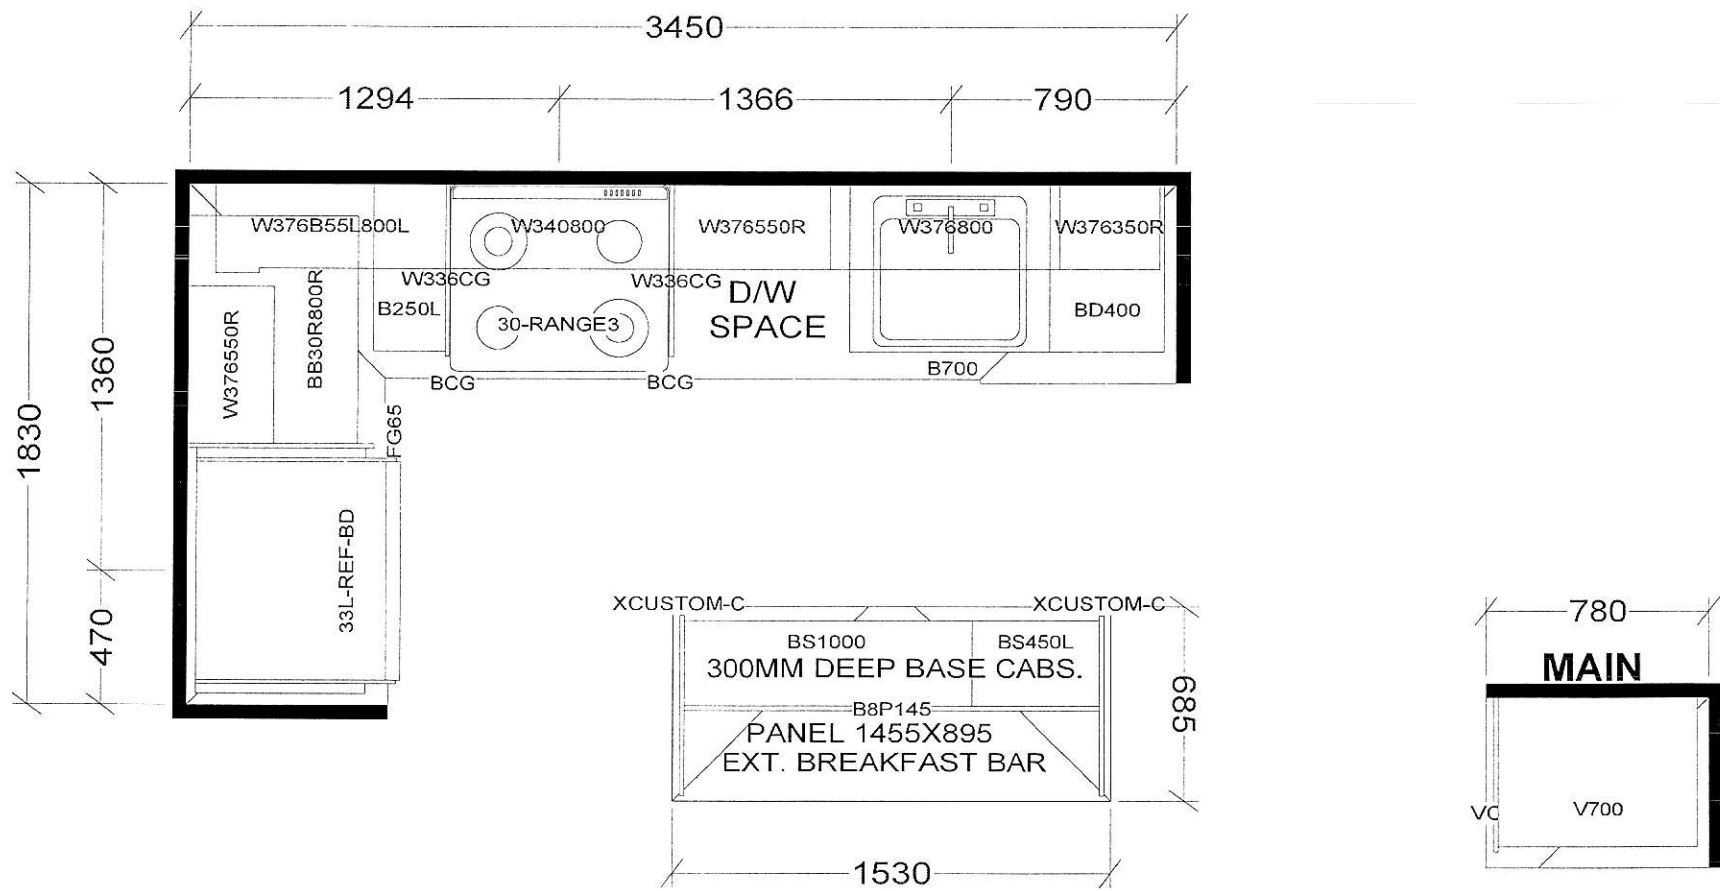 3450
1294
1366
790
W376B55L800L
W340800
W376550R
W376800
W376350R
W336CG
W336CG
B250L
30-RANGE3
D/W
SPACE
BD400
B700
BCG
BCG
W376550R
BB30R800R
FG65
1360
1830
470
33L-REF-BD
XCUSTOM-C
XCUSTOM-C
BS1000
BS450L
300MM DEEP BASE CABS.
B8P145
PANEL 1455X895
EXT. BREAKFAST BAR
685
1530
780
MAIN
VC
V700